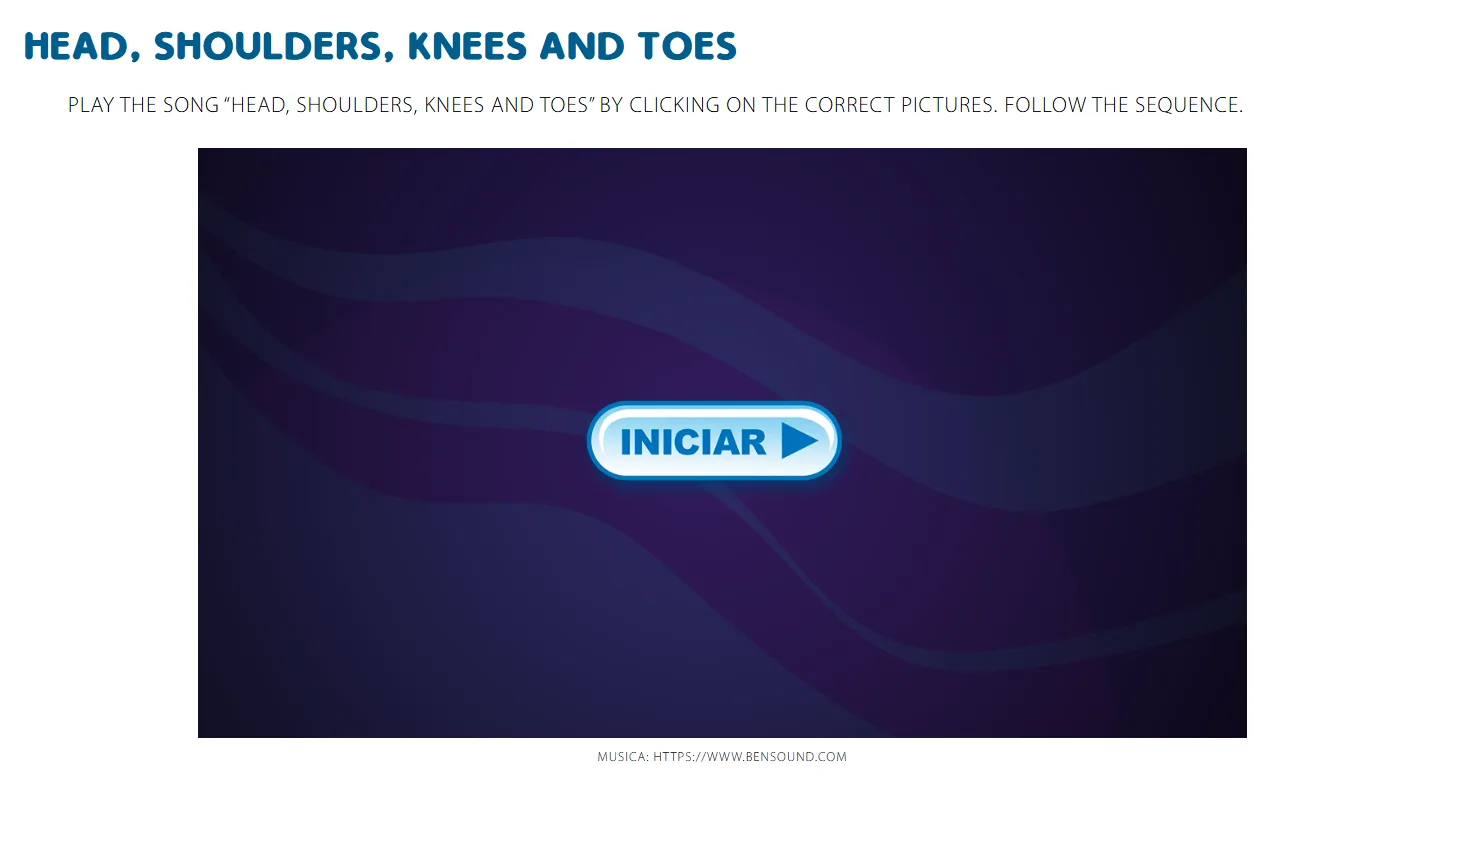 HEAD, SHOULDERS, KNEES AND TOES
PLAY THE SONG “HEAD, SHOULDERS, KNEES AND TOES” BY CLICKING ON THE CORRECT PICTURES. FOLLOW THE SEQUENCE.
INICIAR
MUSICA: HTTPS://WWW.BENSOUND.COM